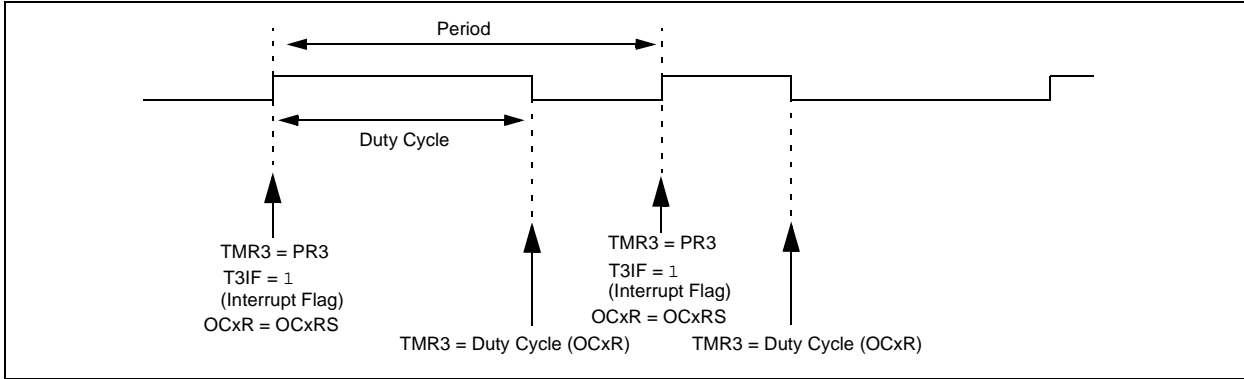 Period
Duty Cycle
TMR3 = PR3
T3IF = 1
(Interrupt Flag)
OCxR = OCxRS
TMR3 = Duty Cycle (OCxR)
TMR3 = PR3
T3IF = 1
(Interrupt Flag)
OCxR = OCxRS
TMR3 = Duty Cycle (OCxR)